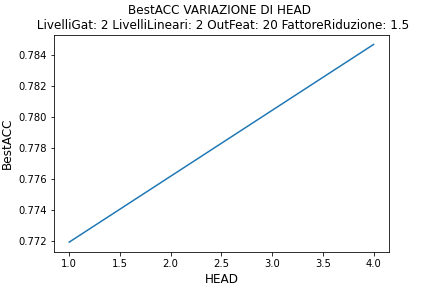 BestACC VARIAZIONE DI HEAD
LivelliGat: 2 LivelliLineari: 2 OutFeat: 20 FattoreRiduzione: 1.5
0.784
0.782
0.780
0.778
0.776
0.774
0.772
BestACC
1.0 1.5 2.0 2.5 3.0 3.5 4.0
HEAD